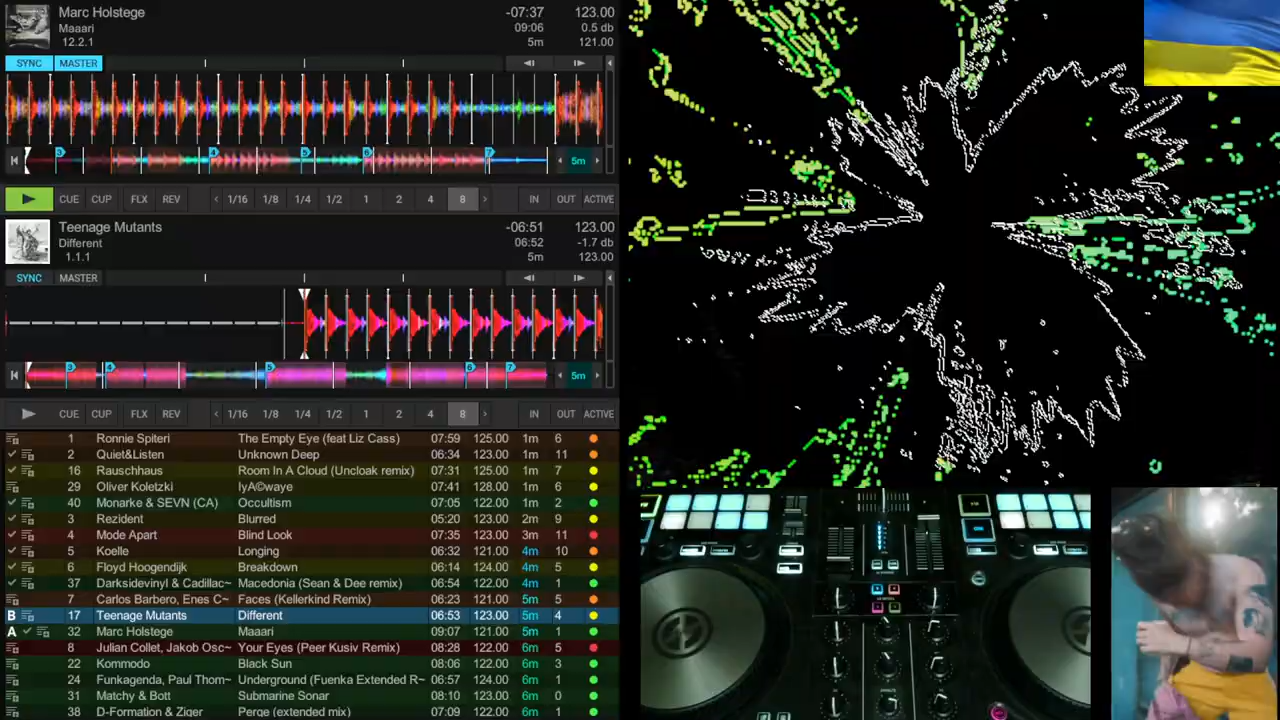 Marc Holstege -07:37 123.00
Maaari 09:06 0.5 db
12.2.1 5m 121.00
SYNC MASTER
3 4 5 6 7 5m
CUE CUP FLX REV 1/16 1/8 1/4 1/2 1 2 4 8 IN OUT ACTIVE
Teenage Mutants -06:51 123.00
Different 06:52 -1.7 db
1.1.1 5m 123.00
SYNC MASTER
3 4 5 6 7 5m
CUE CUP FLX REV 1/16 1/8 1/4 1/2 1 2 4 8 IN OUT ACTIVE
1 Ronnie Spiteri The Empty Eye (feat Liz Cass) 07:59 125.00 1m 6
2 Quiet&Listen Unknown Deep 06:34 122.00 1m 11
16 Rauschhaus Room In A Cloud (Uncloak remix) 07:31 125.00 1m 7
29 Oliver Koletzki Iy©waye 07:41 128.00 1m 6
40 Monarke & SEVN (CA) Occultism 07:05 122.00 1m 2
3 Rezident Blurred 05:20 123.00 2m 9
4 Mode Apart Blind Look 07:35 123.00 3m 11
5 Koelle Longing 06:32 121.00 4m 10
6 Floyd Hoogendijk Breakdown 06:14 124.00 4m 5
37 Darksidevinyl & Cadillac~ Macedonia (Sean & Dee remix) 06:54 122.00 4m 1
7 Carlos Barbero, Enes C~ Faces (Kellerkind Remix) 06:23 121.00 5m 5
B 17 Teenage Mutants Different 06:53 123.00 5m 4
A 32 Marc Holstege Maaari 09:07 121.00 5m 1
8 Julian Collet, Jakob Osc~ Your Eyes (Peer Kusiv Remix) 08:28 122.00 6m 5
22 Kommodo Black Sun 08:06 122.00 6m 3
24 Funkagenda, Paul Thom~ Underground (Fuenka Extended R~ 06:57 124.00 6m 1
31 Matchy & Bott Submarine Sonar 08:10 123.00 6m 0
38 D-Formation & Ziger Perge (extended mix) 07:09 122.00 6m 1